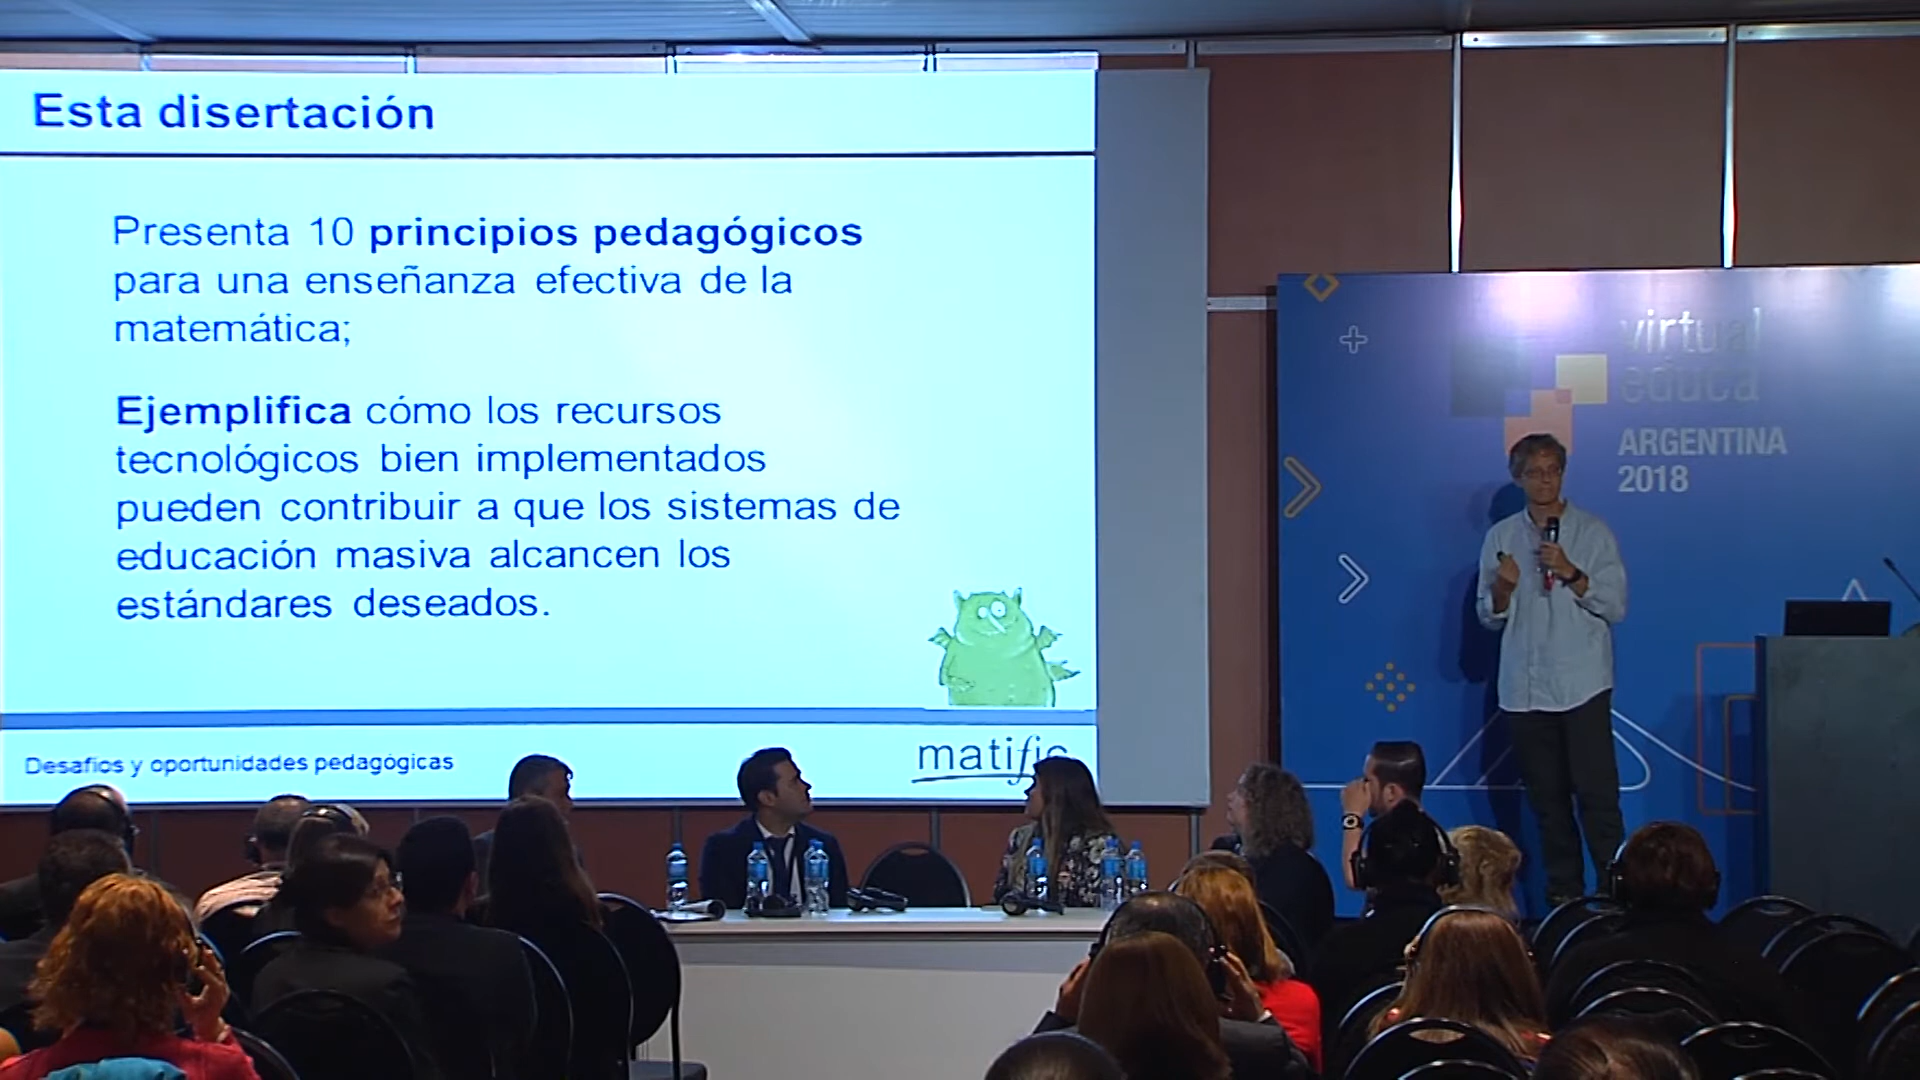 Esta disertación
Presenta 10 principios pedagógicos
para una enseñanza efectiva de la
matemática;
Ejemplifica cómo los recursos
tecnológicos bien implementados
pueden contribuir a que los sistemas de
educación masiva alcancen los
estándares deseados.
Desafios y oportunidades pedagógicas
matific
virtual
educa
ARGENTINA
2018